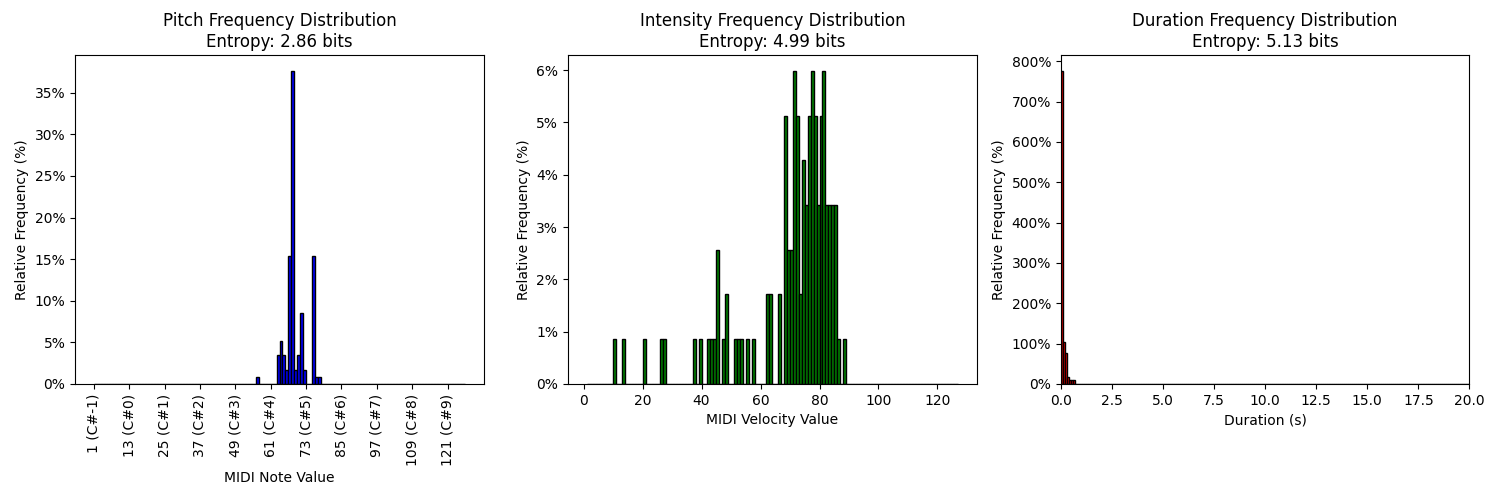 Pitch Frequency Distribution
Entropy: 2.86 bits
Relative Frequency (%)
35%
30%
25%
20%
15%
10%
5%
0%
1 (C#-1)
13 (C#0)
25 (C#1)
37 (C#2)
49 (C#3)
61 (C#4)
73 (C#5)
85 (C#6)
97 (C#7)
109 (C#8)
121 (C#9)
MIDI Note Value
Intensity Frequency Distribution
Entropy: 4.99 bits
Relative Frequency (%)
6%
5%
4%
3%
2%
1%
0%
0 20 40 60 80 100 120
MIDI Velocity Value
Duration Frequency Distribution
Entropy: 5.13 bits
Relative Frequency (%)
800%
700%
600%
500%
400%
300%
200%
100%
0%
0.0 2.5 5.0 7.5 10.0 12.5 15.0 17.5 20.0
Duration (s)